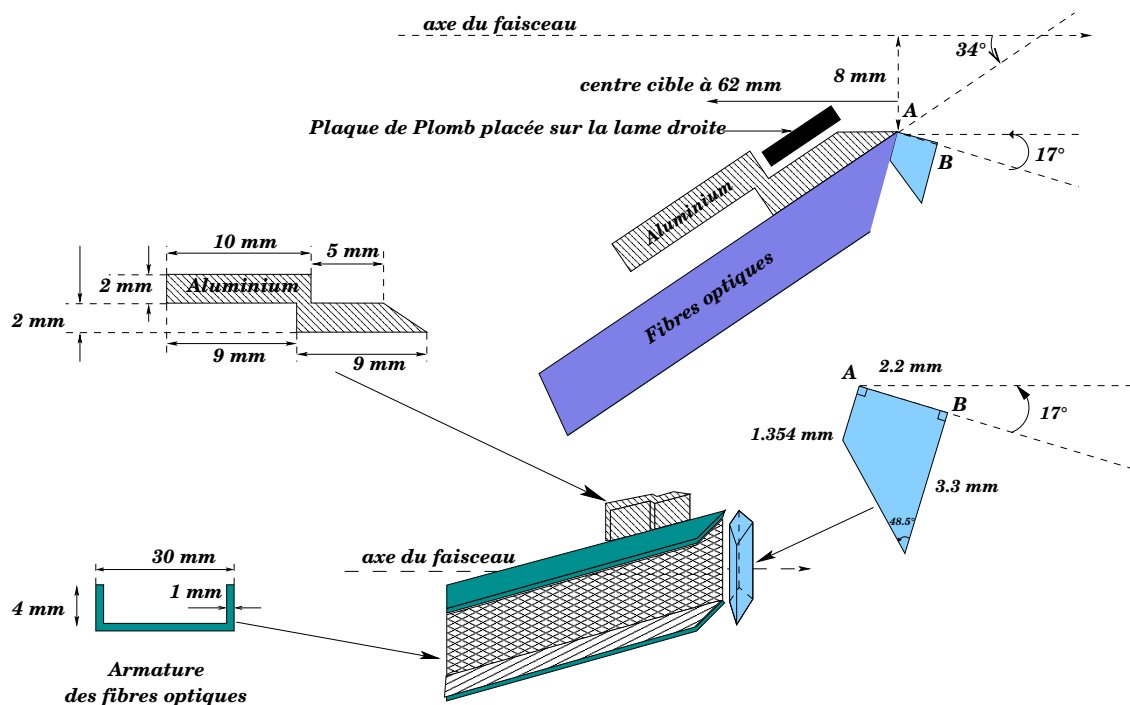 axe du faisceau
34°
8 mm
centre cible à 62 mm
A
Plaque de Plomb placée sur la lame droite
B
17°
Aluminium
Fibres optiques
10 mm
5 mm
2 mm
Aluminium
2 mm
9 mm
9 mm
A
2.2 mm
B
17°
1.354 mm
3.3 mm
48.5°
axe du faisceau
30 mm
1 mm
4 mm
Armature
des fibres optiques